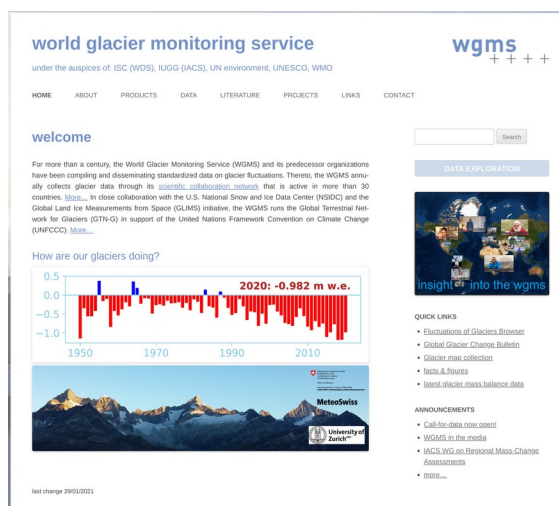 world glacier monitoring service
under the auspices of: ISC (WDS), IUGG (IACS), UN environment, UNESCO, WMO
wgms
HOME ABOUT PRODUCTS DATA LITERATURE PROJECTS LINKS CONTACT
welcome
For more than a century, the World Glacier Monitoring Service (WGMS) and its predecessor organizations
have been compiling and disseminating standardized data on glacier fluctuations. Thereto, the WGMS annu-
ally collects glacier data through its scientific collaboration network that is active in more than 30
countries. More… In close collaboration with the U.S. National Snow and Ice Data Center (NSIDC) and the
Global Land Ice Measurements from Space (GLIMS) initiative, the WGMS runs the Global Terrestrial Net-
work for Glaciers (GTN-G) in support of the United Nations Framework Convention on Climate Change
(UNFCCC). More…
How are our glaciers doing?
2020: -0.982 m w.e.
0.5
0.0
−0.5
−1.0
1950 1970 1990 2010
MeteoSwiss
University of
Zurich
last change 29/01/2021
Search
DATA EXPLORATION
insight into the wgms
QUICK LINKS
Fluctuations of Glaciers Browser
Global Glacier Change Bulletin
Glacier map collection
facts & figures
latest glacier mass balance data
ANNOUNCEMENTS
Call-for-data now open!
WGMS in the media
IACS WG on Regional Mass-Change
Assessments
more…